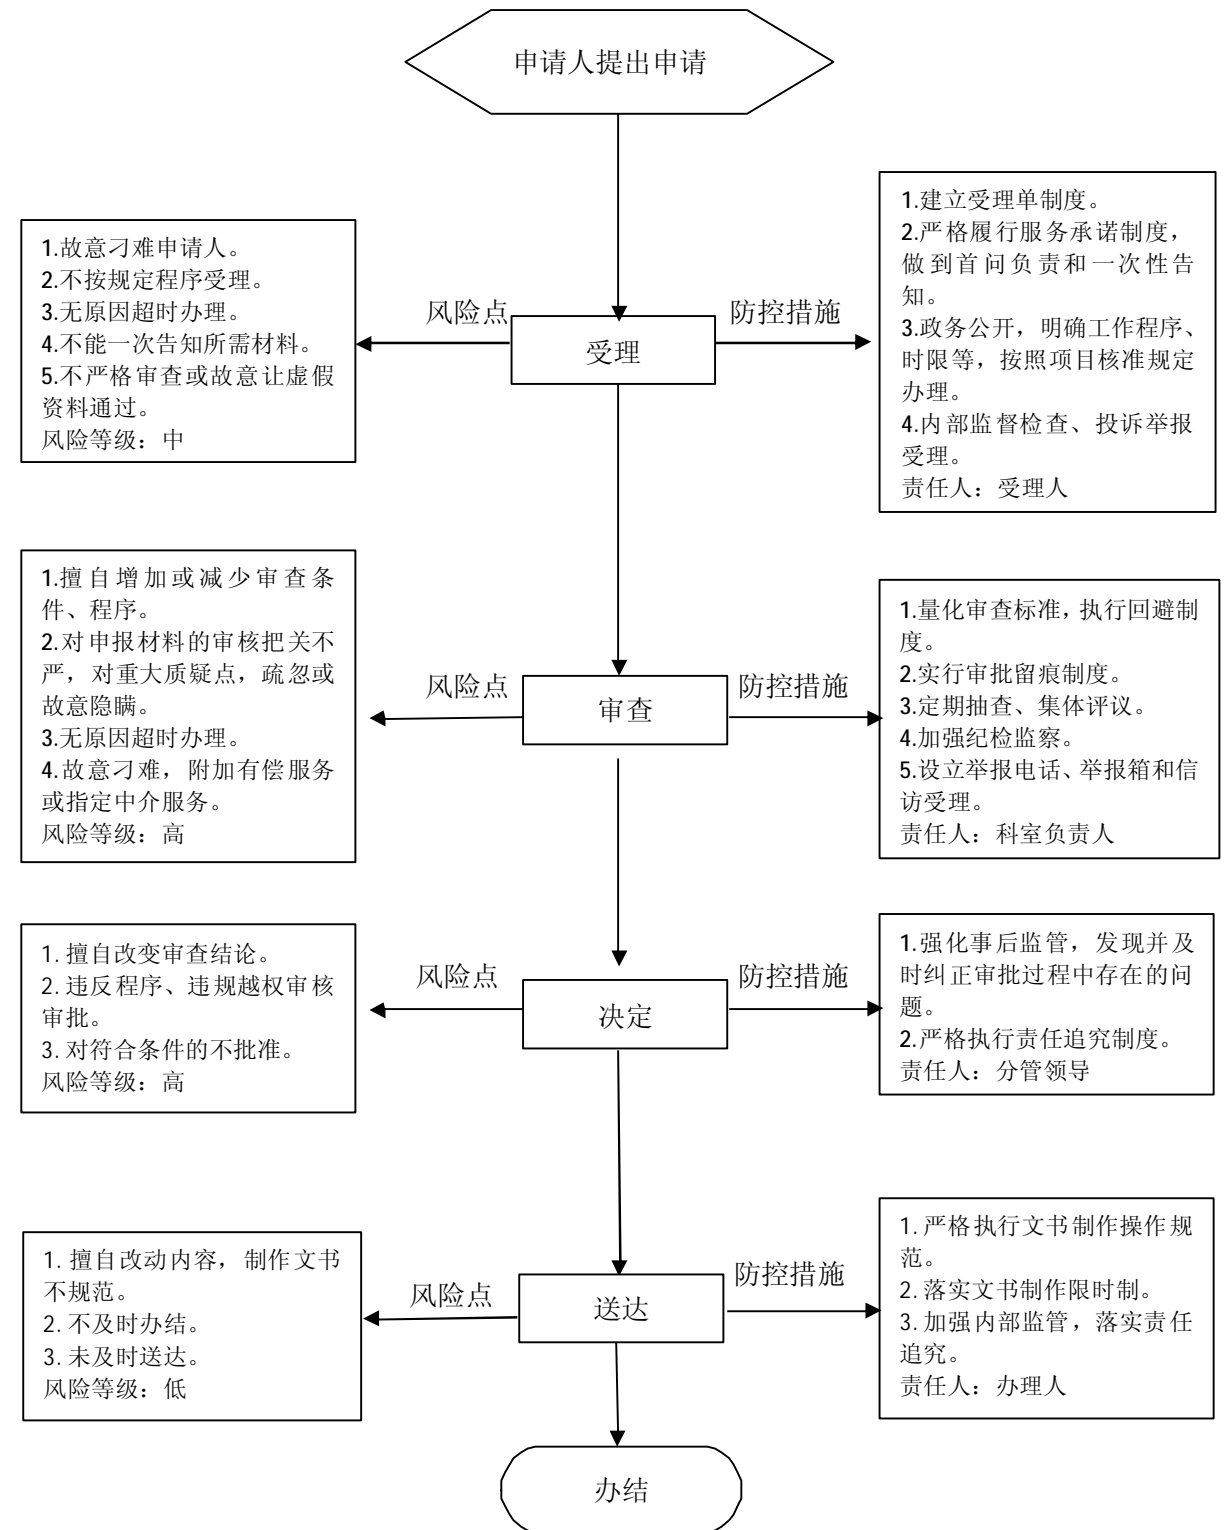 申请人提出申请
1.故意刁难申请人。
2.不按规定程序受理。
3.无原因超时办理。
4.不能一次告知所需材料。
5.不严格审查或故意让虚假
资料通过。
风险等级：中
风险点
受理
防控措施
1.建立受理单制度。
2.严格履行服务承诺制度，
做到首问负责和一次性告
知。
3.政务公开，明确工作程序、
时限等，按照项目核准规定
办理。
4.内部监督检查、投诉举报
受理。
责任人：受理人
1.擅自增加或减少审查条
件、程序。
2.对申报材料的审核把关不
严，对重大质疑点，疏忽或
故意隐瞒。
3.无原因超时办理。
4.故意刁难，附加有偿服务
或指定中介服务。
风险等级：高
风险点
审查
防控措施
1.量化审查标准，执行回避制
度。
2.实行审批留痕制度。
3.定期抽查、集体评议。
4.加强纪检监察。
5.设立举报电话、举报箱和信
访受理。
责任人：科室负责人
1.擅自改变审查结论。
2.违反程序、违规越权审核
审批。
3.对符合条件的不批准。
风险等级：高
风险点
决定
防控措施
1.强化事后监管，发现并及
时纠正审批过程中存在的问
题。
2.严格执行责任追究制度。
责任人：分管领导
1.擅自改动内容，制作文书
不规范。
2.不及时办结。
3.未及时送达。
风险等级：低
风险点
送达
防控措施
1.严格执行文书制作操作规
范。
2.落实文书制作限时制。
3.加强内部监管，落实责任
追究。
责任人：办理人
办结